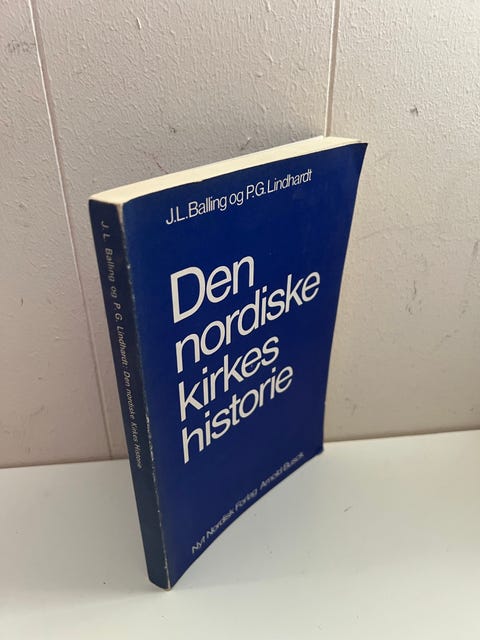 J.L.Balling og P.G.Lindhardt
Den
nordiske
kirkes
historie
Nyt Nordisk Forlag Arnold Busck
J. L. Balling og P. G. Lindhardt: Den nordiske Kirkes Historie